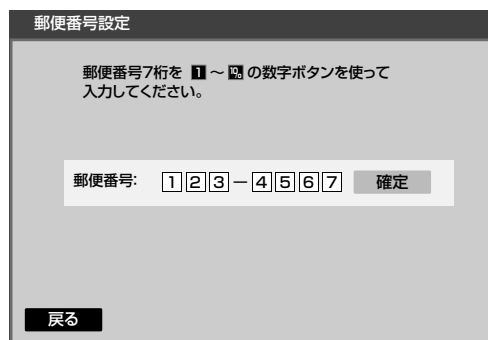 郵便番号設定
郵便番号7桁を 1 ~ 10 の数字ボタンを使って
入力してください。
郵便番号: 123-4567 確定
戻る